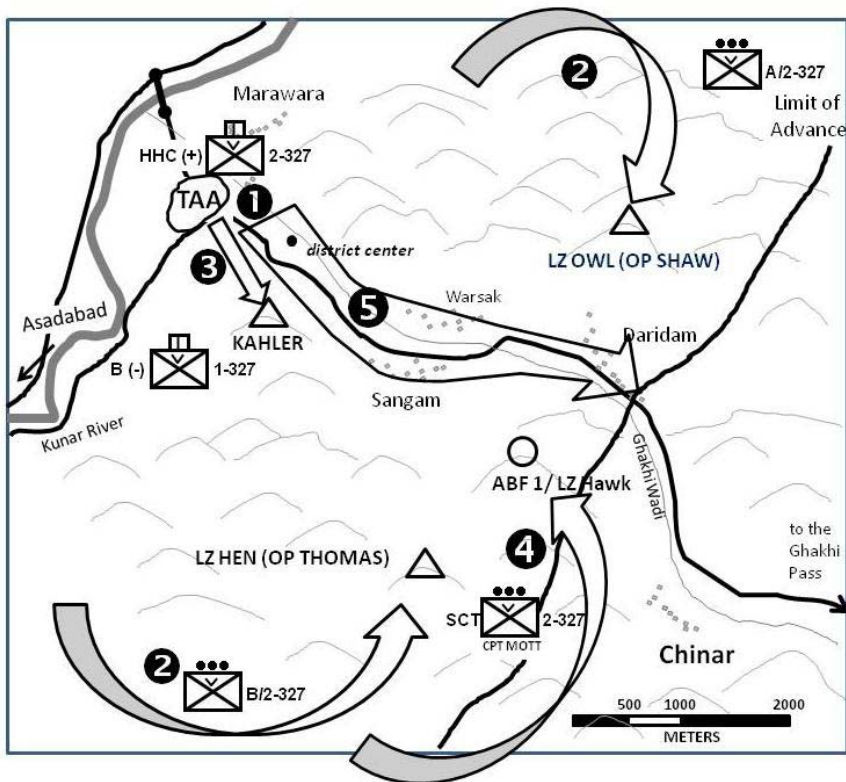 2
A/2-327
Marawara
Limit of
Advance
HHC (+) 2-327
TAA
1
district center
LZ OWL (OP SHAW)
3
Warsak
5
Asadabad
KAHLER
Daridam
B (-) 1-327
Sangam
Kunar River
ABF 1/ LZ Hawk
Ghakhi Wadi
to the
Ghakhi
Pass
LZ HEN (OP THOMAS)
4
SCT 2-327
CPT MOTT
2
B/2-327
Chinar
500 1000 2000
METERS